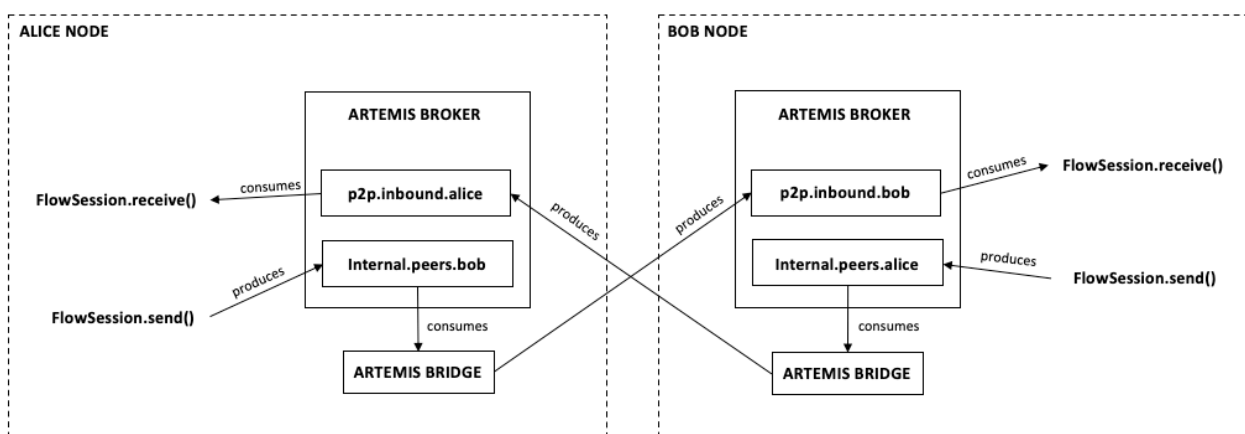 ALICE NODE
ARTEMIS BROKER
p2p.inbound.alice
consumes
FlowSession.receive()
Internal.peers.bob
produces
FlowSession.send()
consumes
ARTEMIS BRIDGE
produces
produces
BOB NODE
ARTEMIS BROKER
p2p.inbound.bob
consumes
FlowSession.receive()
Internal.peers.alice
produces
FlowSession.send()
consumes
ARTEMIS BRIDGE